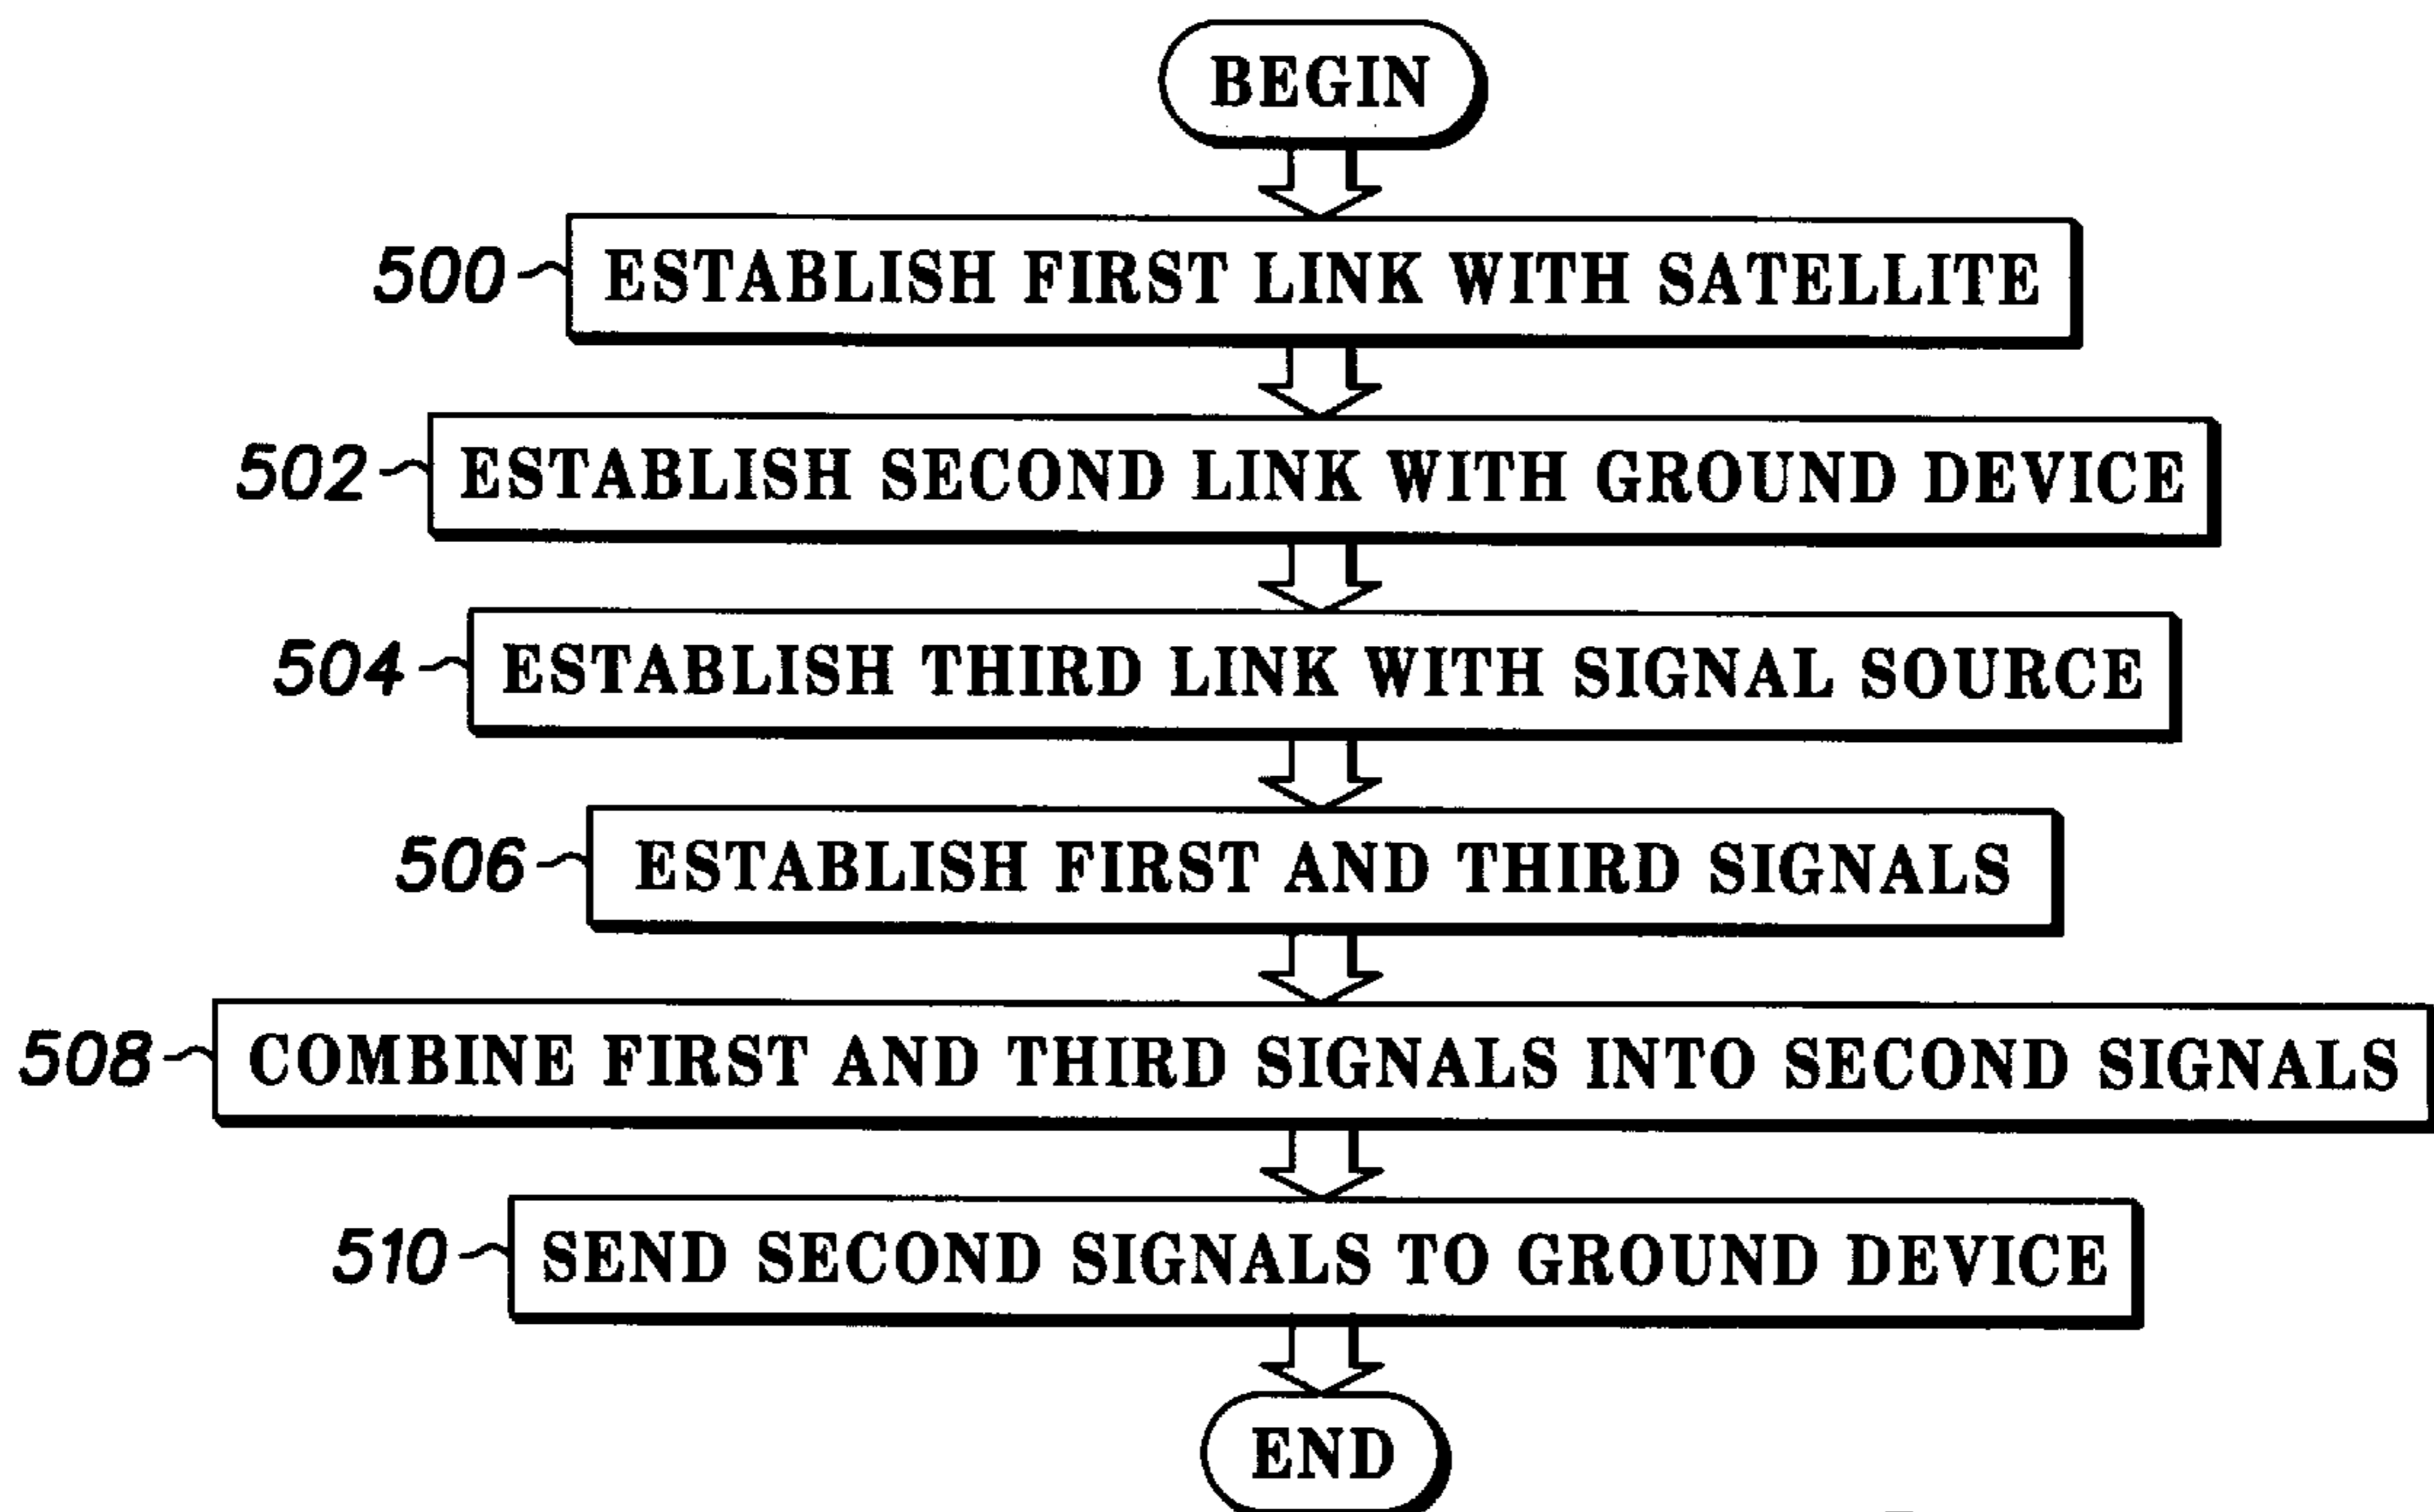 BEGIN
500 ESTABLISH FIRST LINK WITH SATELLITE
502 ESTABLISH SECOND LINK WITH GROUND DEVICE
504 ESTABLISH THIRD LINK WITH SIGNAL SOURCE
506 ESTABLISH FIRST AND THIRD SIGNALS
508 COMBINE FIRST AND THIRD SIGNALS INTO SECOND SIGNALS
510 SEND SECOND SIGNALS TO GROUND DEVICE
END